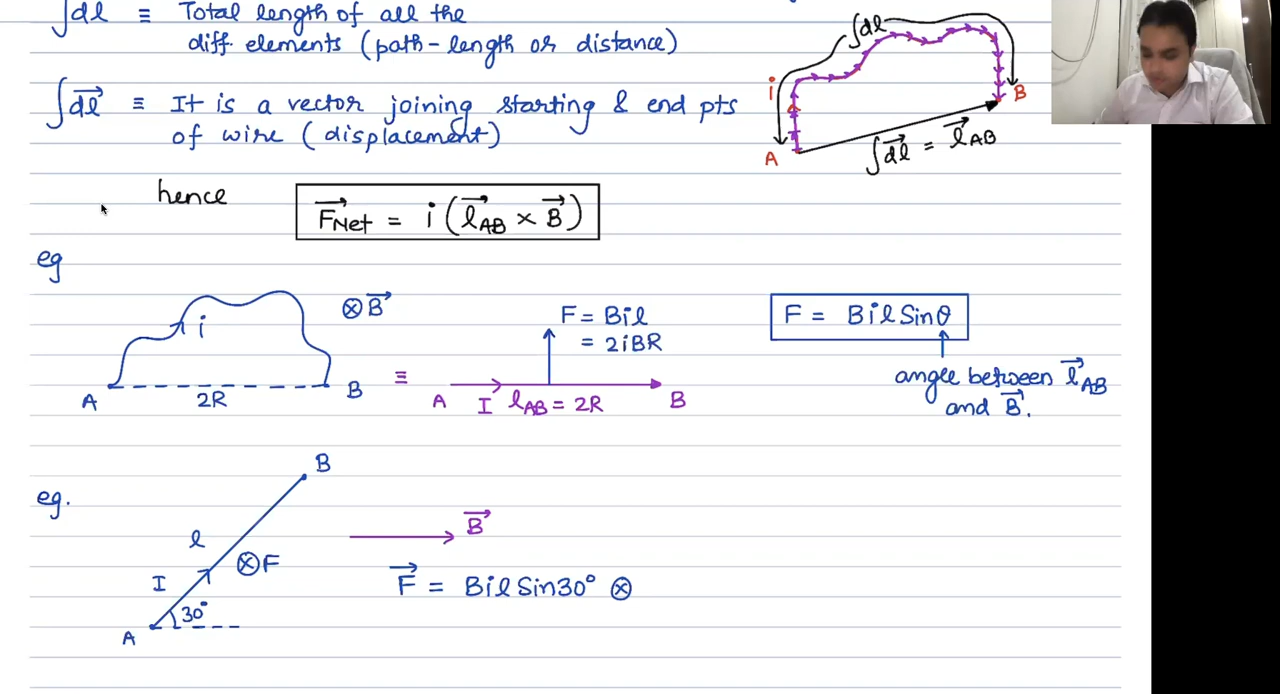 ∫dl ≡ Total length of all the
diff. elements (path-length or distance)
∫dl⃗ ≡ It is a vector joining starting & end pts
of wire (displacement)
∫dl
i
A
B
∫dl⃗ = l⃗AB
hence F⃗Net = i(l⃗AB × B⃗)
eg
i
⊗B⃗
A
2R
B
≡
F = Bil
= 2iBR
A I lAB = 2R B
F = Bil Sinθ
angle between l⃗AB
and B⃗.
eg.
B
l
⊗F
I
30°
A
B⃗
F⃗ = Bil Sin30° ⊗